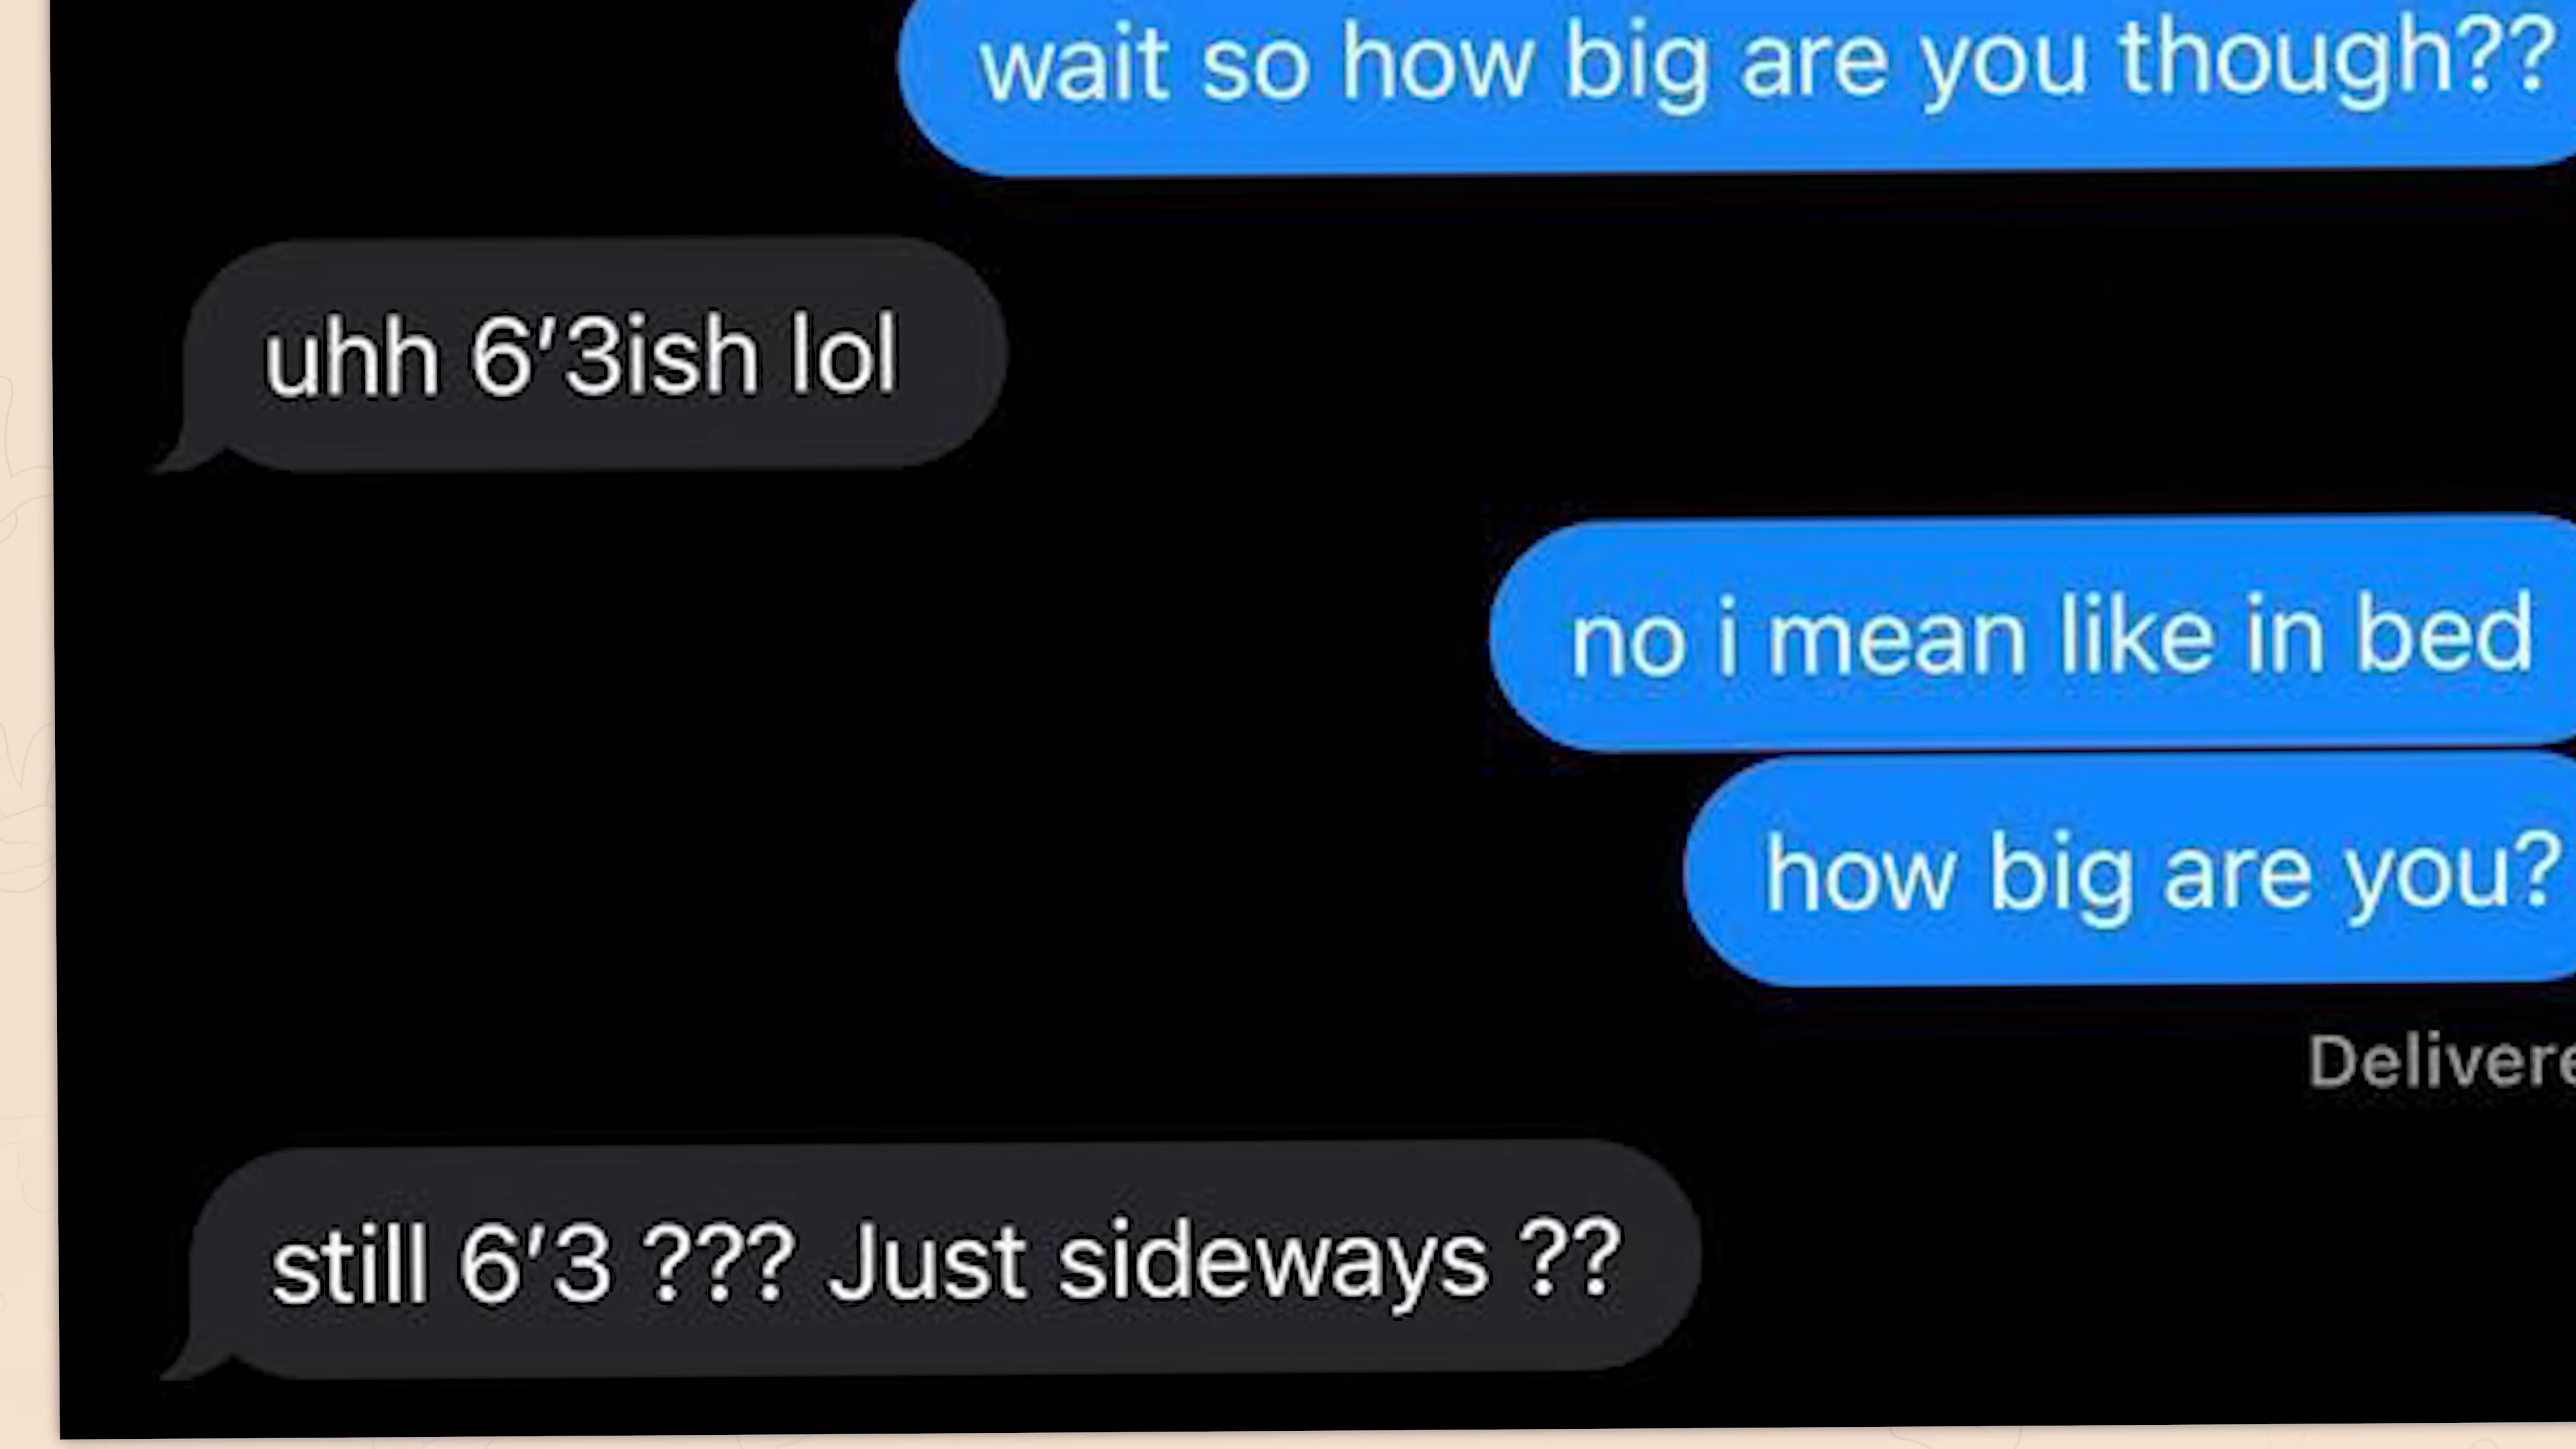 wait so how big are you though??
uhh 6'3ish lol
no i mean like in bed
how big are you?
Delivere
still 6'3 ??? Just sideways ??